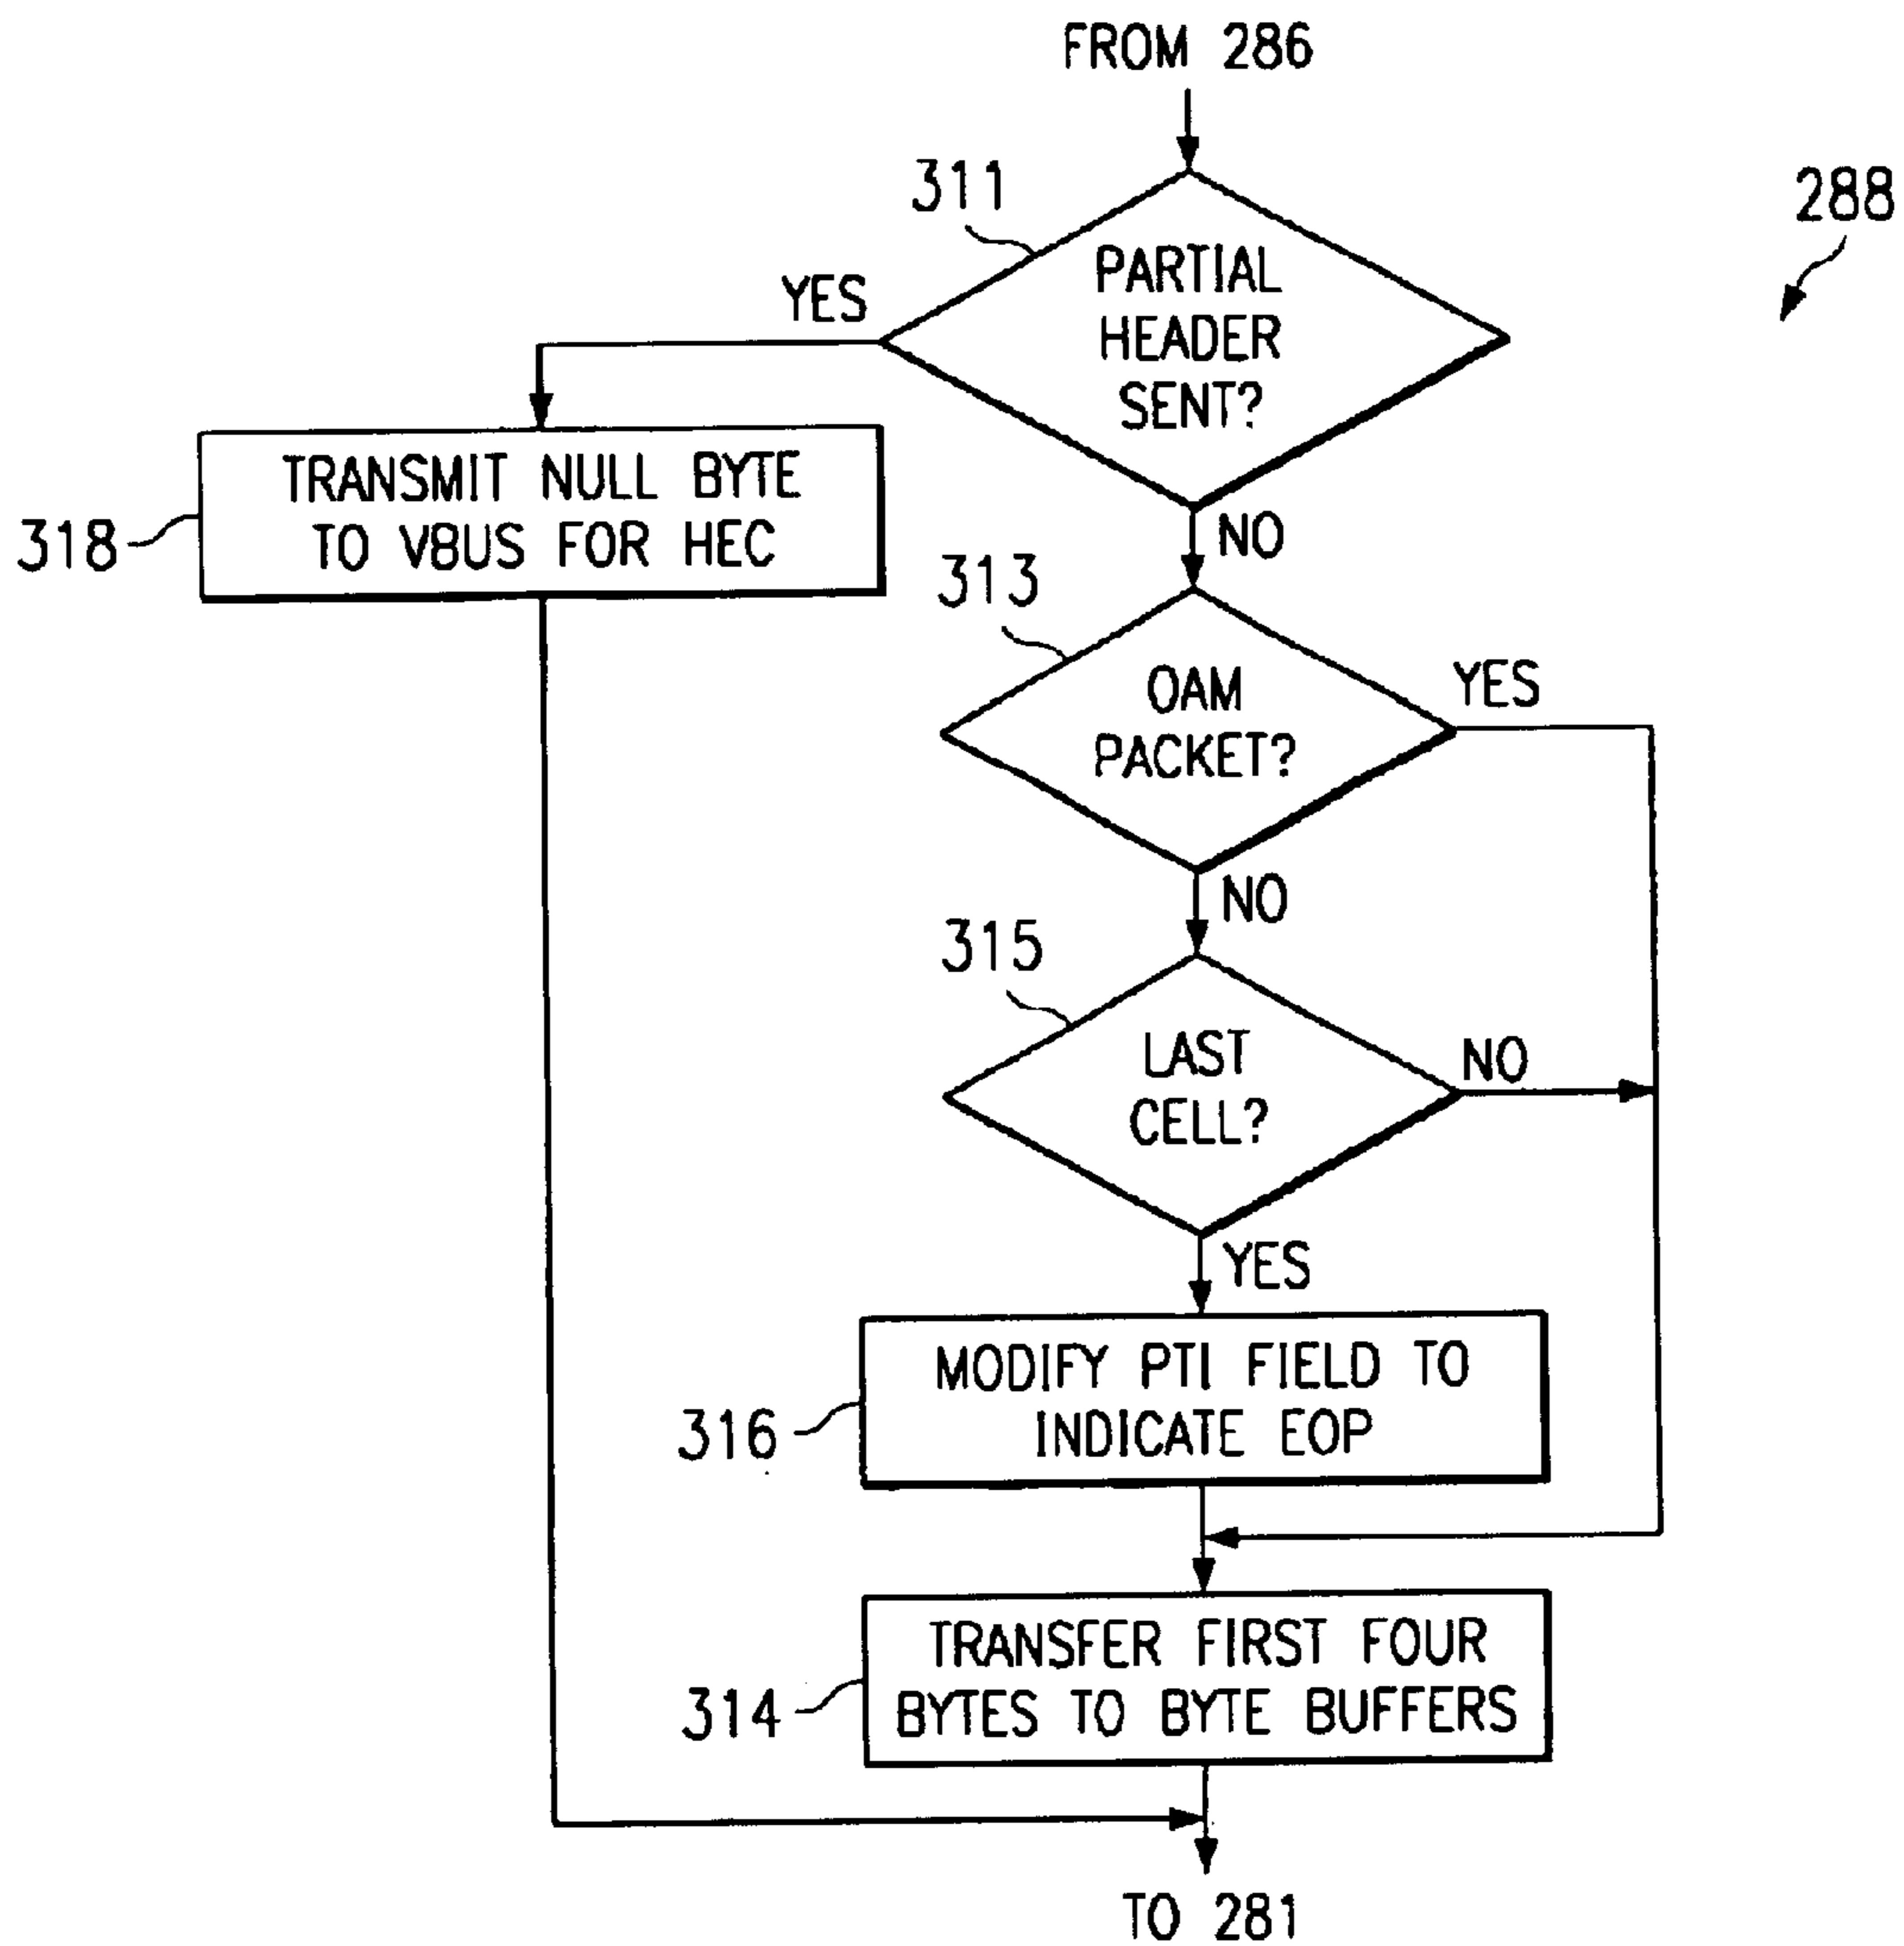 FROM 286
311
288
PARTIAL
HEADER
SENT?
YES
TRANSMIT NULL BYTE
TO VBUS FOR HEC
318
NO
313
OAM
PACKET?
YES
NO
315
LAST
CELL?
NO
YES
MODIFY PTI FIELD TO
INDICATE EOP
316
TRANSFER FIRST FOUR
BYTES TO BYTE BUFFERS
314
TO 281